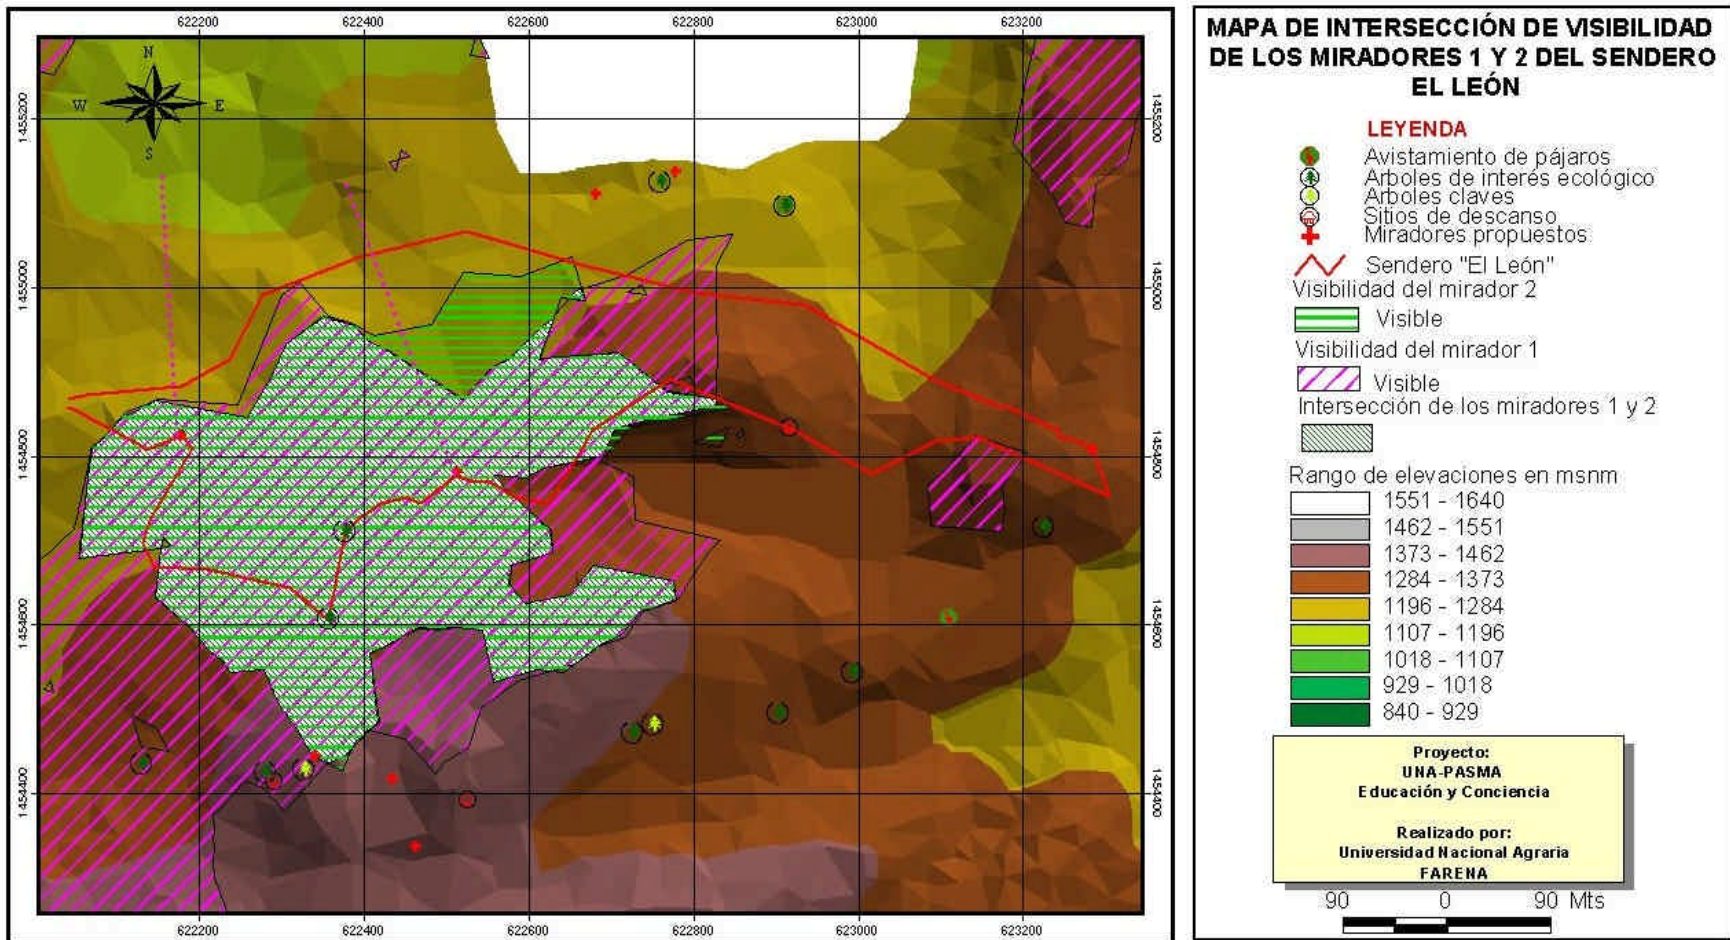 622200 622400 622600 622800 623000 623200
N
W E
S
1455200 1455200
1455000 1455000
1454800 1454800
1454600 1454600
1454400 1454400
622200 622400 622600 622800 623000 623200
MAPA DE INTERSECCIÓN DE VISIBILIDAD
DE LOS MIRADORES 1 Y 2 DEL SENDERO
EL LEÓN
LEYENDA
Avistamiento de pájaros
Arboles de interés ecológico
Arboles claves
Sitios de descanso
Miradores propuestos
Sendero "El León"
Visibilidad del mirador 2
Visible
Visibilidad del mirador 1
Visible
Intersección de los miradores 1 y 2
Rango de elevaciones en msnm
1551 - 1640
1462 - 1551
1373 - 1462
1284 - 1373
1196 - 1284
1107 - 1196
1018 - 1107
929 - 1018
840 - 929
Proyecto:
UNA-PASMA
Educación y Conciencia
Realizado por:
Universidad Nacional Agraria
FARENA
90 0 90 Mts